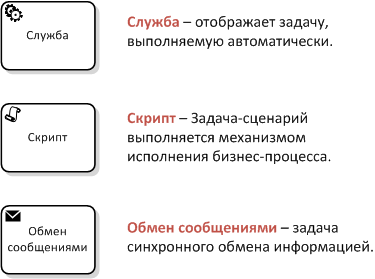 Служба
Служба – отображает задачу,
выполняемую автоматически.
Скрипт
Скрипт – Задача-сценарий
выполняется механизмом
исполнения бизнес-процесса.
Обмен
сообщениями
Обмен сообщениями – задача
синхронного обмена информацией.